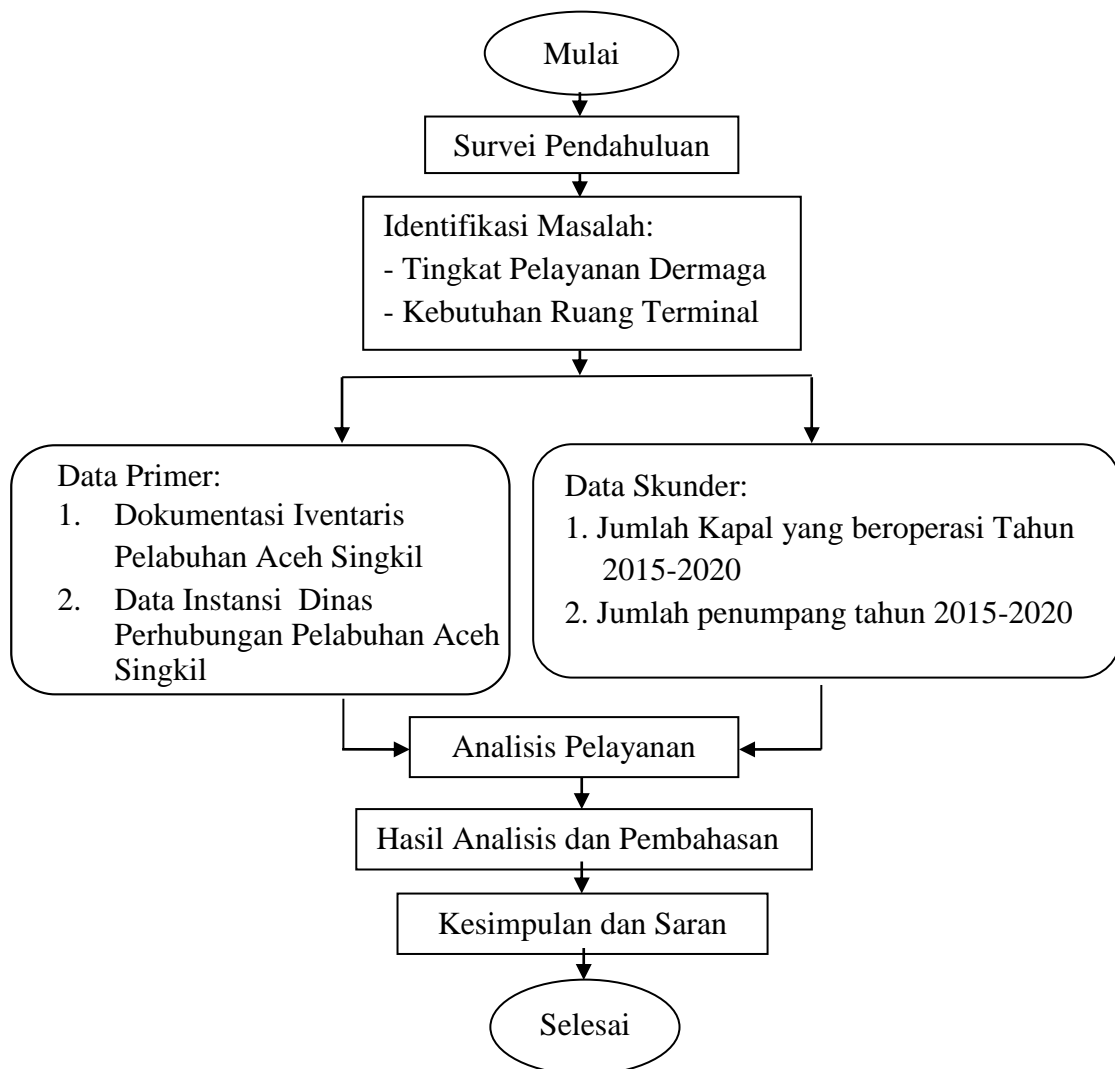 Mulai
Survei Pendahuluan
Identifikasi Masalah:
- Tingkat Pelayanan Dermaga
- Kebutuhan Ruang Terminal
Data Primer:
1. Dokumentasi Iventaris
Pelabuhan Aceh Singkil
2. Data Instansi Dinas
Perhubungan Pelabuhan Aceh
Singkil
Data Skunder:
1. Jumlah Kapal yang beroperasi Tahun
2015-2020
2. Jumlah penumpang tahun 2015-2020
Analisis Pelayanan
Hasil Analisis dan Pembahasan
Kesimpulan dan Saran
Selesai